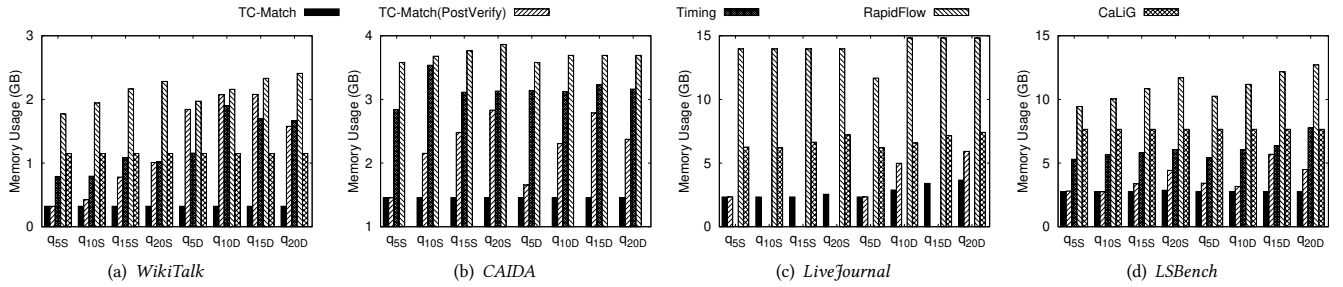 TC-Match TC-Match(PostVerify) Timing RapidFlow CaLiG
Memory Usage (GB)
3
2
1
0
q5S q10S q15S q20S q5D q10D q15D q20D
(a) WikiTalk
Memory Usage (GB)
4
3
2
1
q5S q10S q15S q20S q5D q10D q15D q20D
(b) CAIDA
Memory Usage (GB)
15
10
5
0
q5S q10S q15S q20S q5D q10D q15D q20D
(c) LiveJournal
Memory Usage (GB)
15
10
5
0
q5S q10S q15S q20S q5D q10D q15D q20D
(d) LSBench